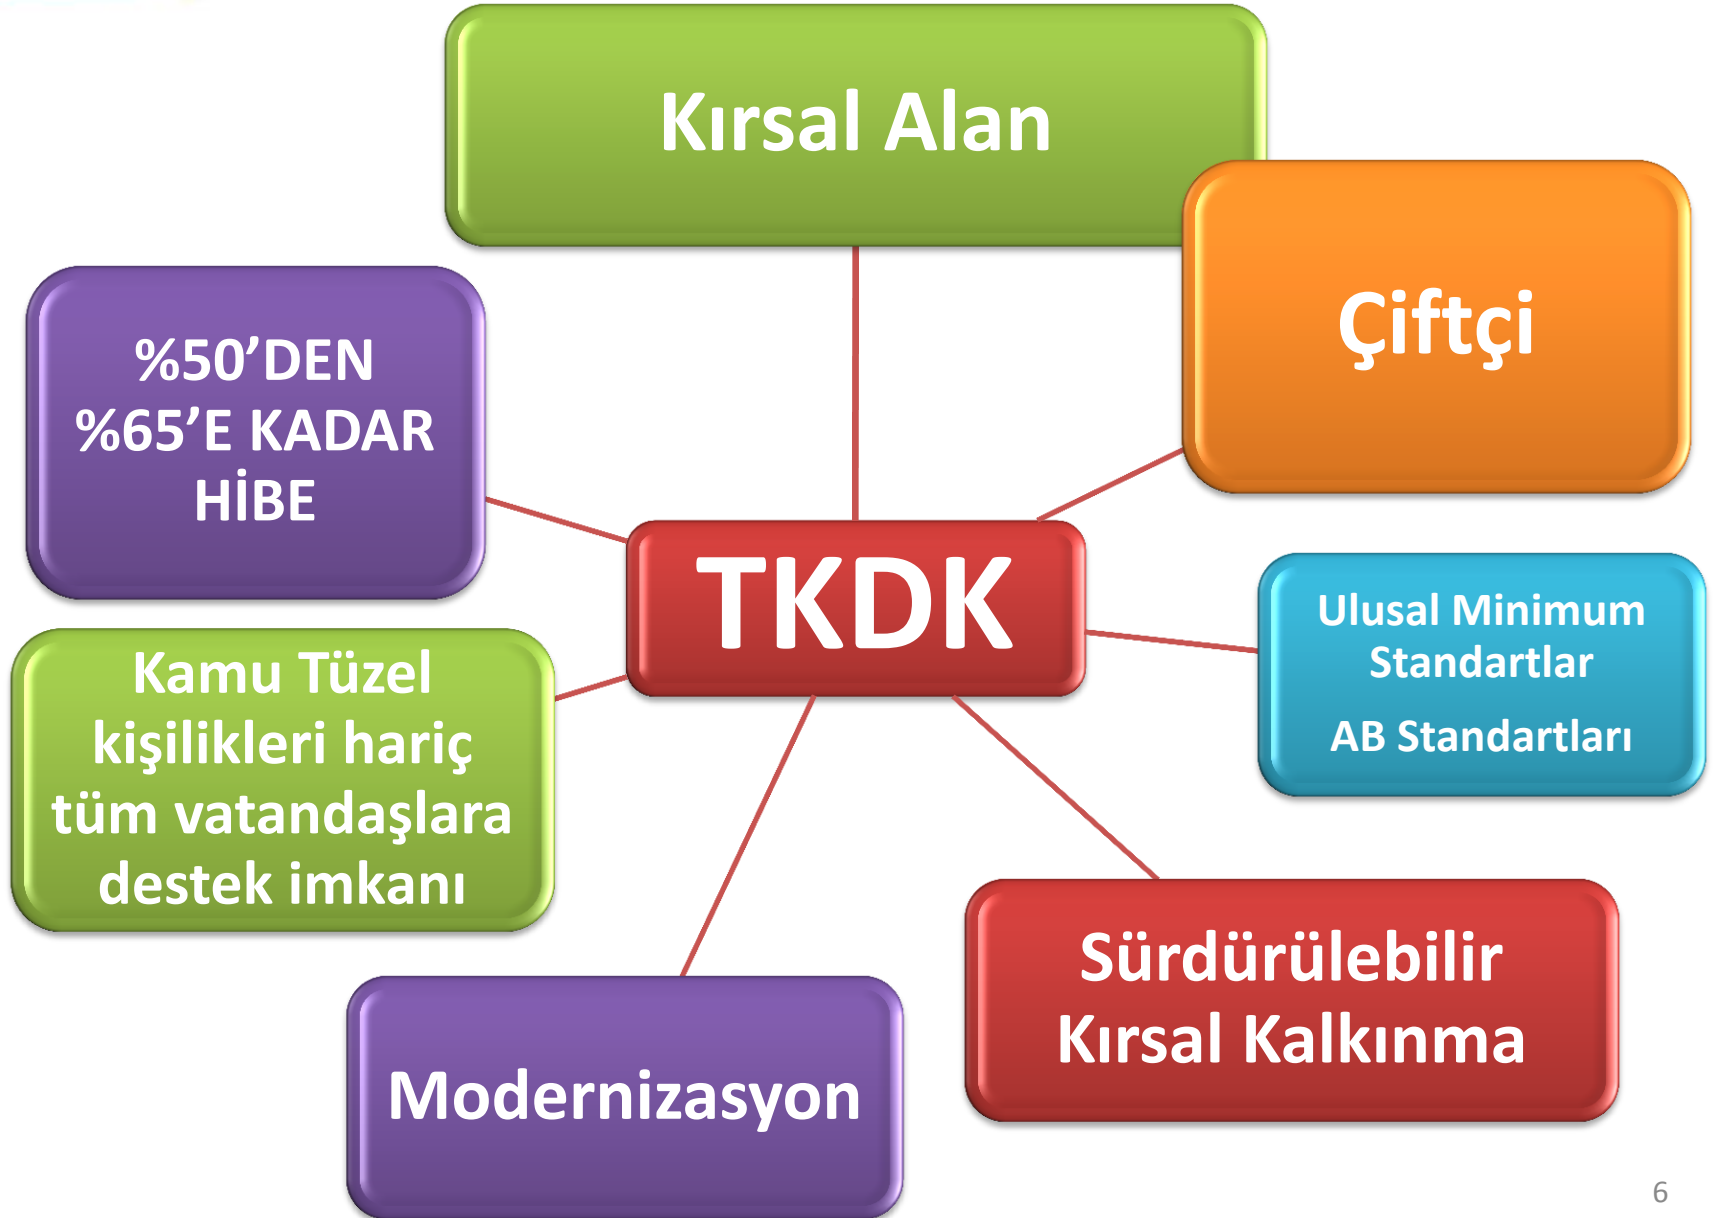 Kırsal Alan
Çiftçi
%50’DEN
%65’E KADAR
HİBE
TKDK
Ulusal Minimum
Standartlar
AB Standartları
Kamu Tüzel
kişilikleri hariç
tüm vatandaşlara
destek imkanı
Sürdürülebilir
Kırsal Kalkınma
Modernizasyon
6